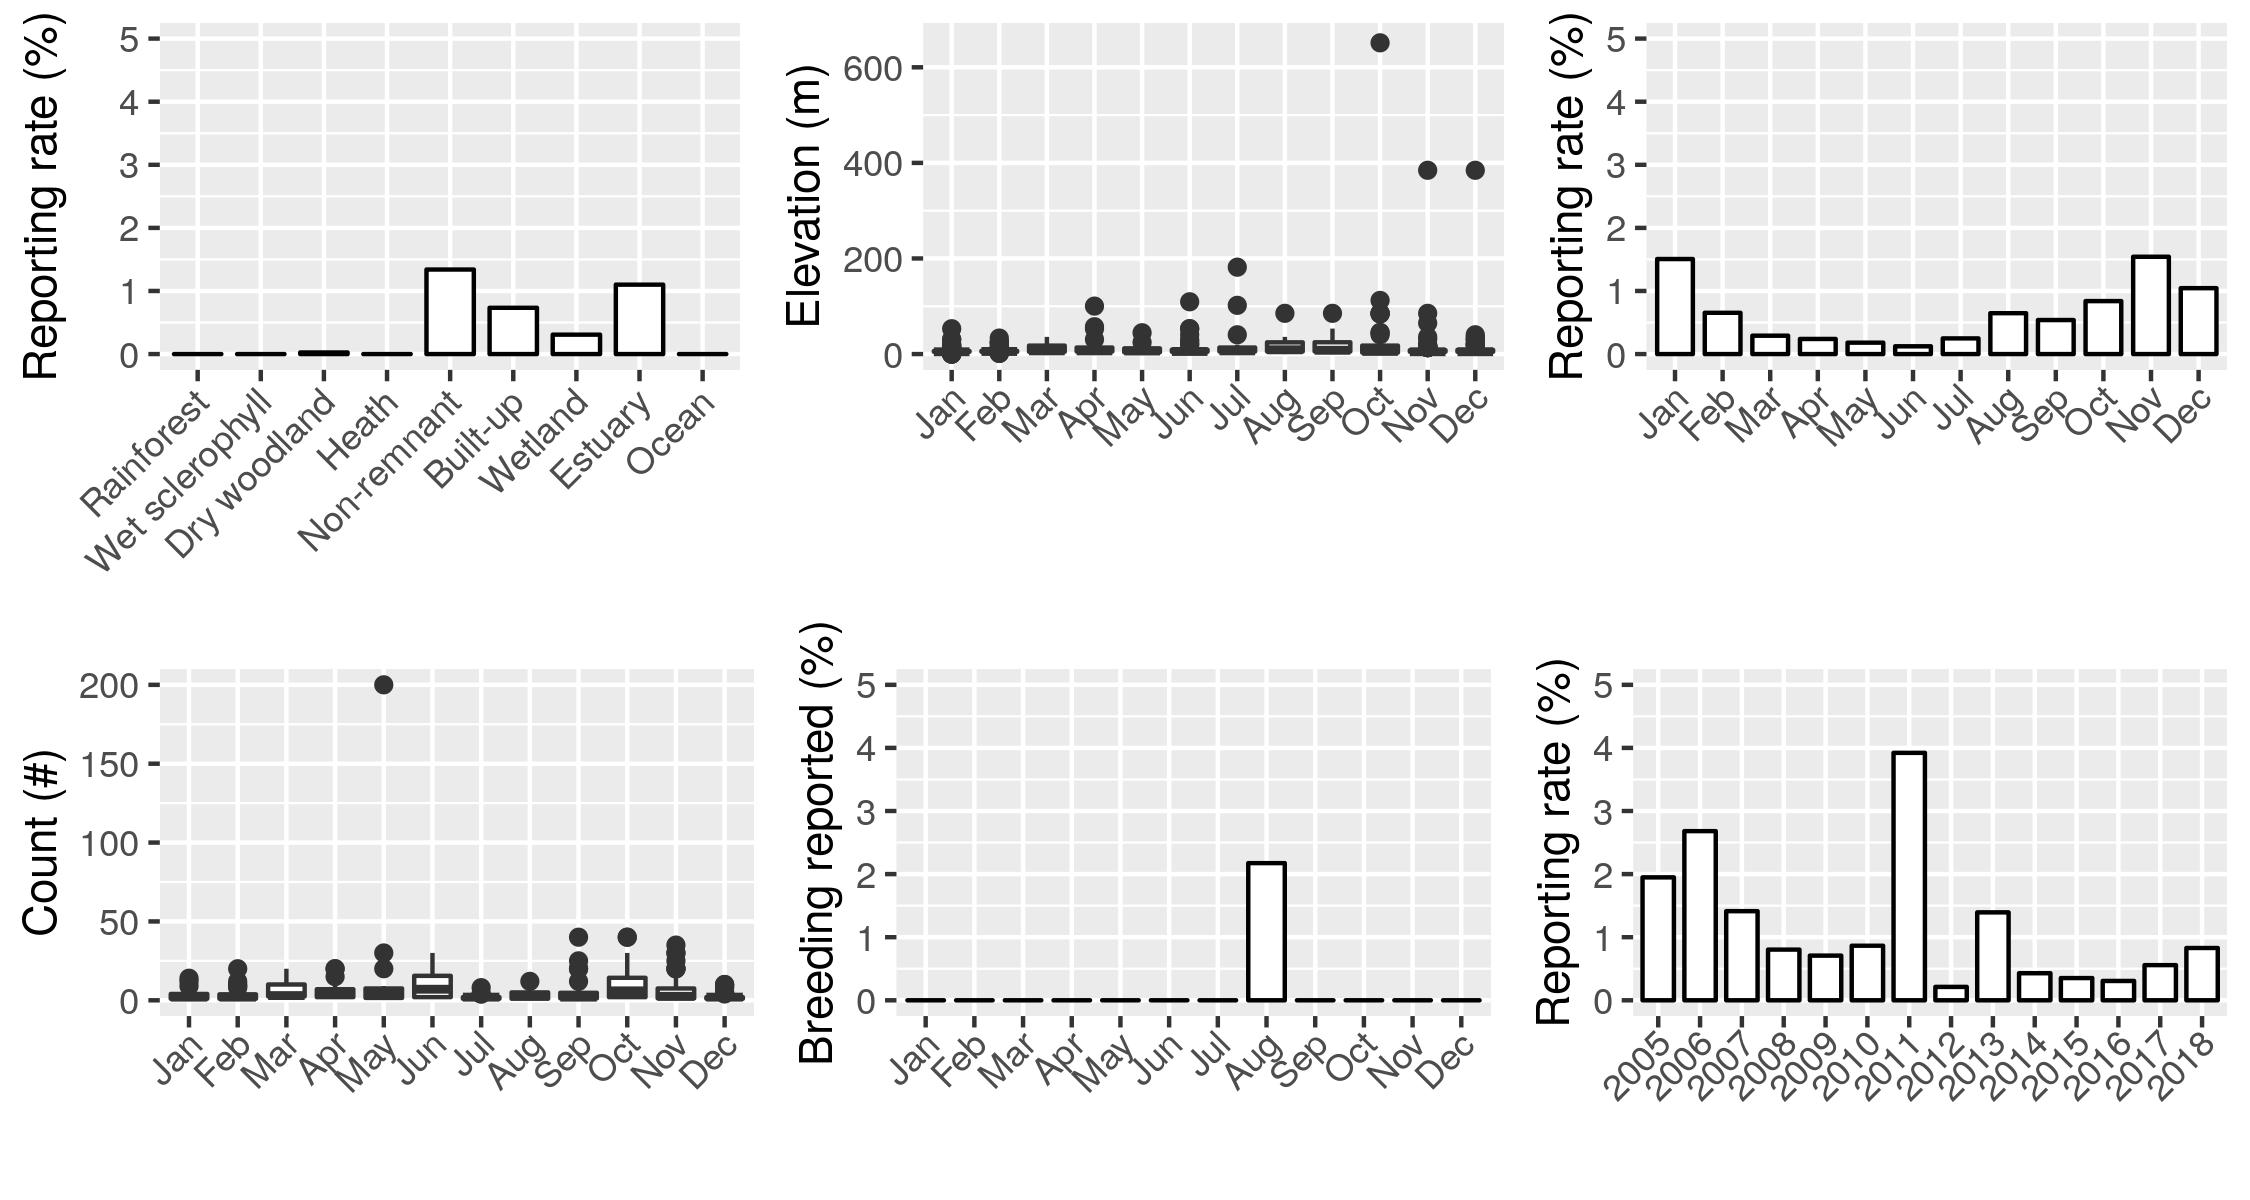 Reporting rate (%)
5
4
3
2
1
0
Rainforest
Wet sclerophyll
Dry woodland
Heath
Non-remnant
Built-up
Wetland
Estuary
Ocean
Elevation (m)
600
400
200
0
Jan
Feb
Mar
Apr
May
Jun
Jul
Aug
Sep
Oct
Nov
Dec
Reporting rate (%)
5
4
3
2
1
0
Jan
Feb
Mar
Apr
May
Jun
Jul
Aug
Sep
Oct
Nov
Dec
Count (#)
200
150
100
50
0
Jan
Feb
Mar
Apr
May
Jun
Jul
Aug
Sep
Oct
Nov
Dec
Breeding reported (%)
5
4
3
2
1
0
Jan
Feb
Mar
Apr
May
Jun
Jul
Aug
Sep
Oct
Nov
Dec
Reporting rate (%)
5
4
3
2
1
0
2005
2006
2007
2008
2009
2010
2011
2012
2013
2014
2015
2016
2017
2018